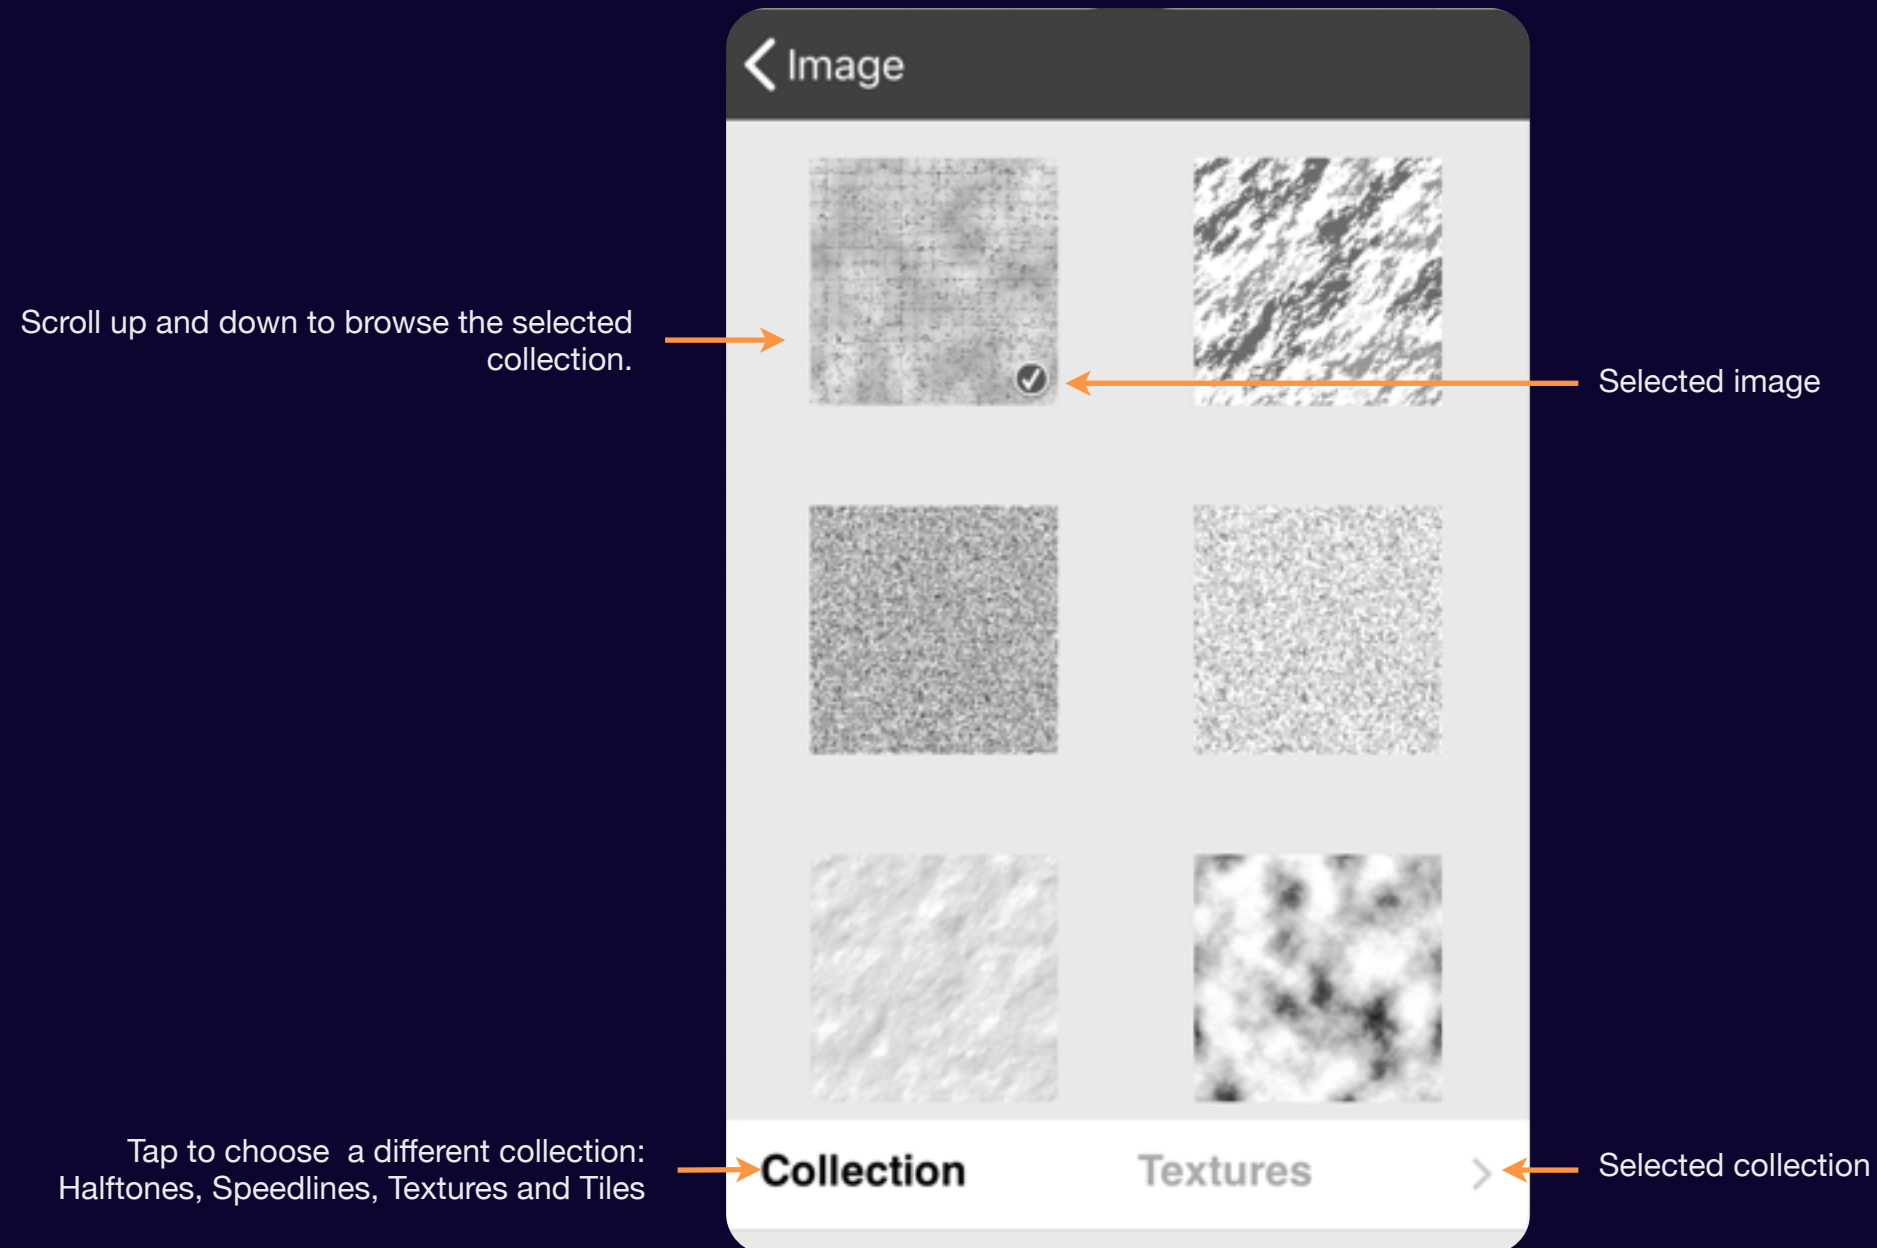 Image
Scroll up and down to browse the selected
collection.
Selected image
Tap to choose  a different collection:
Halftones, Speedlines, Textures and Tiles
Collection
Textures
Selected collection